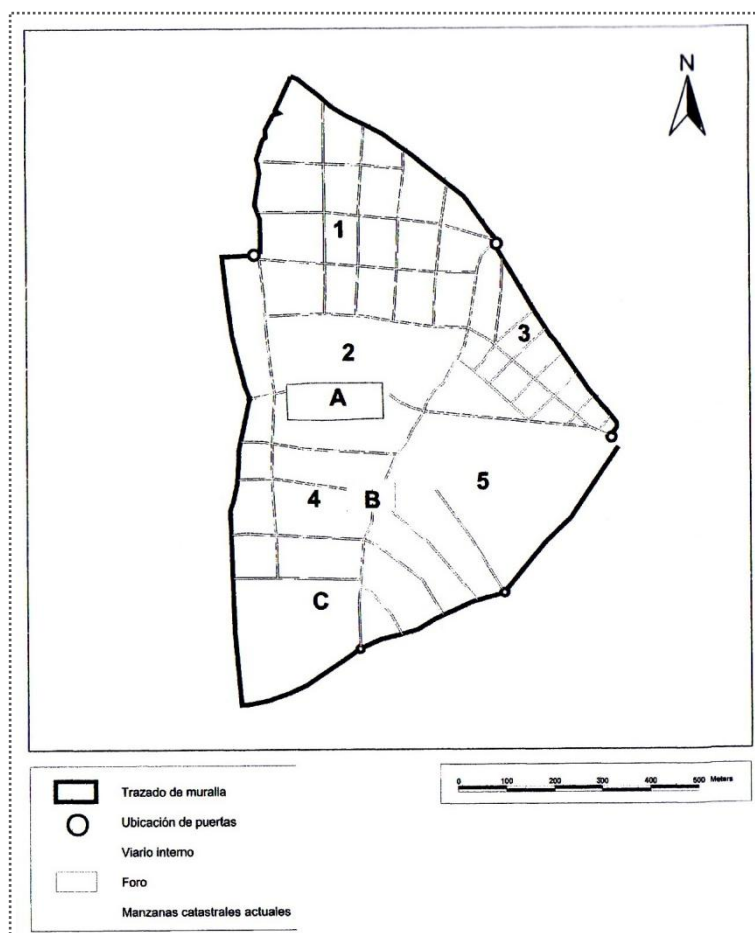 N
1
3
2
A
4
B
5
C
Trazado de muralla
Ubicación de puertas
Viario interno
Foro
Manzanas catastrales actuales
0 100 200 300 400 500 Meters